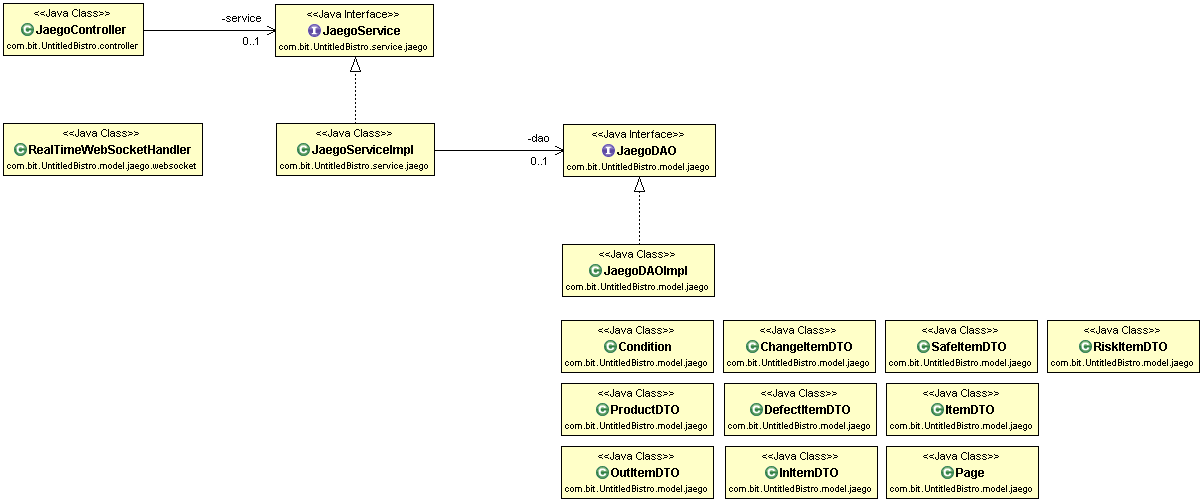 <<Java Class>>
JaegoController
com.bit.UntitledBistro.controller
-service
0..1
<<Java Interface>>
JaegoService
com.bit.UntitledBistro.service.jaego
<<Java Class>>
RealTimeWebSocketHandler
com.bit.UntitledBistro.model.jaego.websocket
<<Java Class>>
JaegoServiceImpl
com.bit.UntitledBistro.service.jaego
-dao
0..1
<<Java Interface>>
JaegoDAO
com.bit.UntitledBistro.model.jaego
<<Java Class>>
JaegoDAOImpl
com.bit.UntitledBistro.model.jaego
<<Java Class>>
Condition
com.bit.UntitledBistro.model.jaego
<<Java Class>>
ChangeItemDTO
com.bit.UntitledBistro.model.jaego
<<Java Class>>
SafeItemDTO
com.bit.UntitledBistro.model.jaego
<<Java Class>>
RiskItemDTO
com.bit.UntitledBistro.model.jaego
<<Java Class>>
ProductDTO
com.bit.UntitledBistro.model.jaego
<<Java Class>>
DefectItemDTO
com.bit.UntitledBistro.model.jaego
<<Java Class>>
ItemDTO
com.bit.UntitledBistro.model.jaego
<<Java Class>>
OutItemDTO
com.bit.UntitledBistro.model.jaego
<<Java Class>>
InItemDTO
com.bit.UntitledBistro.model.jaego
<<Java Class>>
Page
com.bit.UntitledBistro.model.jaego